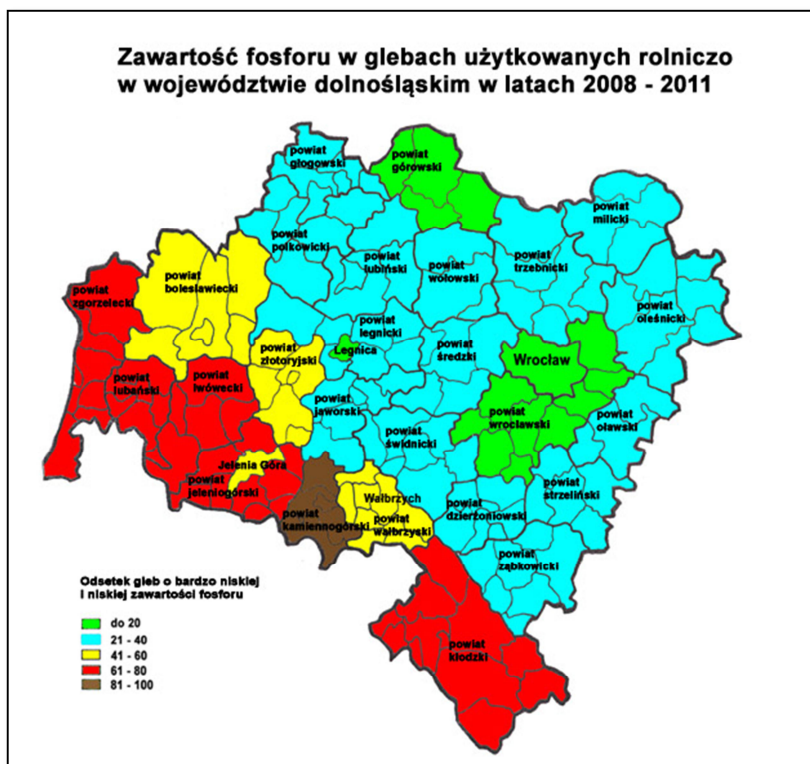 Zawartość fosforu w glebach użytkowanych rolniczo
w województwie dolnośląskim w latach 2008 - 2011
powiat
głogowski
powiat
górowski
powiat
milicki
powiat
polkowicki
powiat
lubiński
powiat
wołowski
powiat
trzebnicki
powiat
bolesławiecki
powiat
zgorzelecki
powiat
oleśnicki
powiat
legnicki
Legnica
powiat
złotoryjski
powiat
średzki
Wrocław
powiat
lubański
powiat
lwówecki
powiat
jaworski
powiat
wrocławski
powiat
oławski
powiat
świdnicki
Jelenia Góra
powiat
jeleniogórski
powiat
strzeliński
Wałbrzych
powiat
kamiennogórski
powiat
wałbrzyski
powiat
dzierżoniowski
powiat
ząbkowicki
powiat
kłodzki
Odsetek gleb o bardzo niskiej
i niskiej zawartości fosforu
do 20
21 - 40
41 - 60
61 - 80
81 - 100